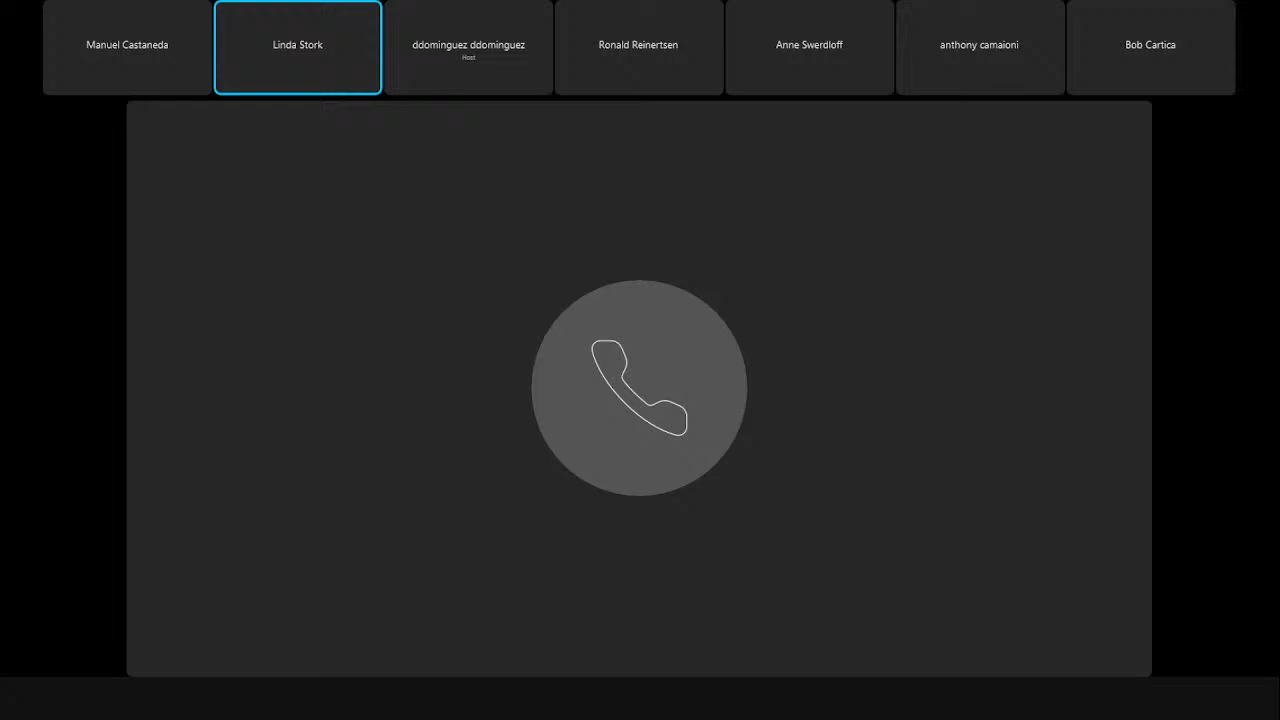 Manuel Castaneda
Linda Stork
ddominguez ddominguez
Host
Ronald Reinertsen
Anne Swerdloff
anthony camaioni
Bob Cartica